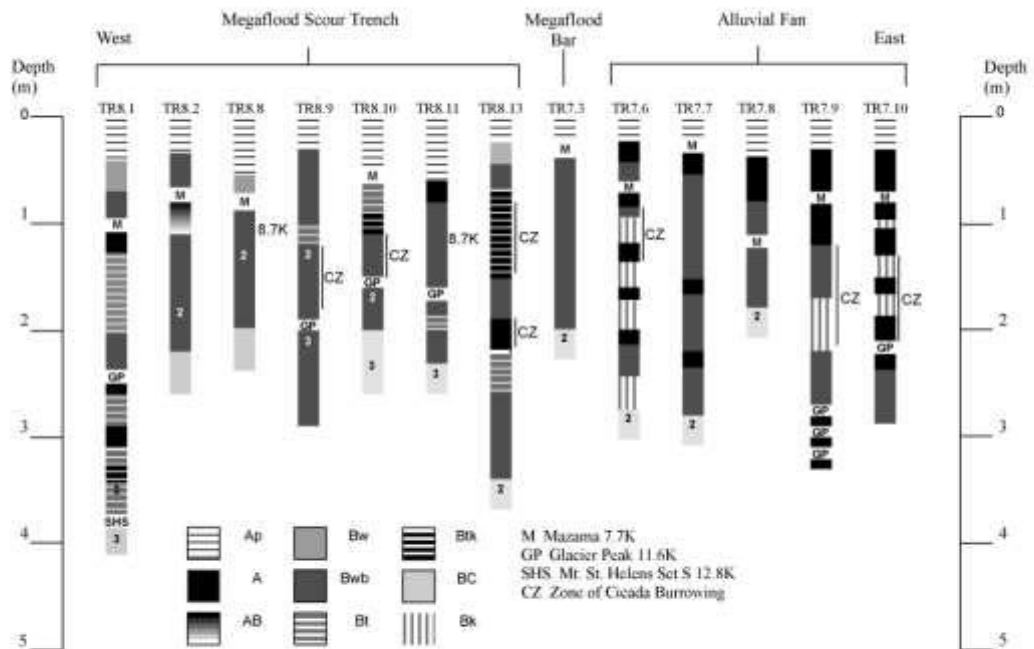 Megaflood Scour Trench
Megaflood
Bar
Alluvial Fan
West
East
Depth
(m)
Depth
(m)
TR8.1 TR8.2 TR8.8 TR8.9 TR8.10 TR8.11 TR8.13 TR7.3 TR7.6 TR7.7 TR7.8 TR7.9 TR7.10
0
0
M M M M M M M M M
M M M
8.7K
8.7K
1
1
CZ
CZ
CZ
CZ
CZ
CZ
CZ
2
2
2
2
2
2
GP
GP
GP
GP
GP
2
2
2
2
2
3
3
3
3
GP
GP
GP
3
3
SHS
3
4
4
5
5
Ap
Bw
Btk
A
Bwb
BC
AB
Bt
Bk
M Mazama 7.7K
GP Glacier Peak 11.6K
SHS Mt. St. Helens Set S 12.8K
CZ Zone of Cicada Burrowing